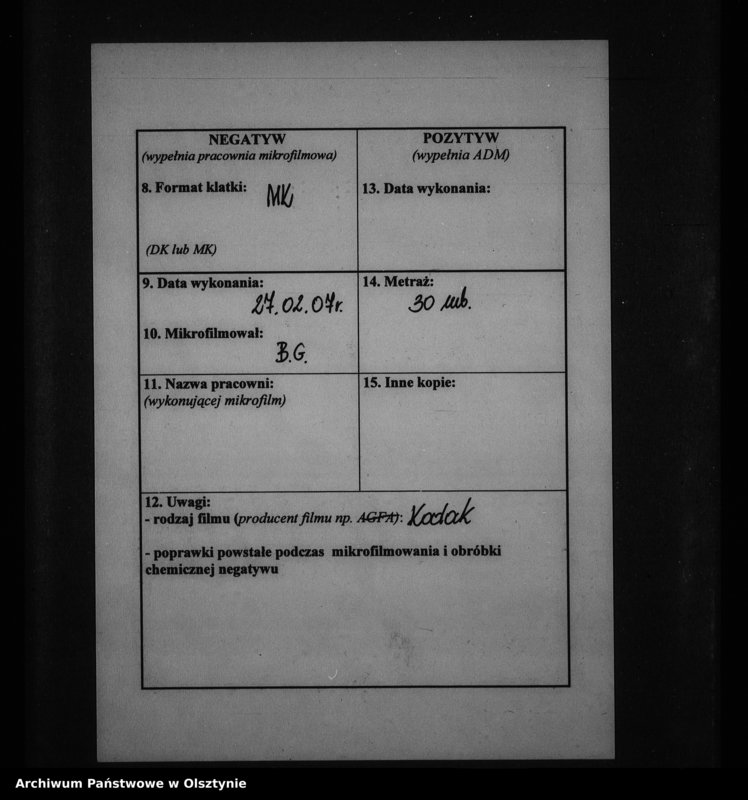 NEGATYW
(wypełnia pracownia mikrofilmowa)
8. Format klatki: MK
(DK lub MK)
POZYTYW
(wypełnia ADM)
13. Data wykonania:
9. Data wykonania:
27.02.07r.
10. Mikrofilmował:
B.G.
14. Metraż:
30 mb.
11. Nazwa pracowni:
(wykonującej mikrofilm)
15. Inne kopie:
12. Uwagi:
- rodzaj filmu (producent filmu np. AGFA): Kodak
- poprawki powstałe podczas mikrofilmowania i obróbki
chemicznej negatywu
Archiwum Państwowe w Olsztynie